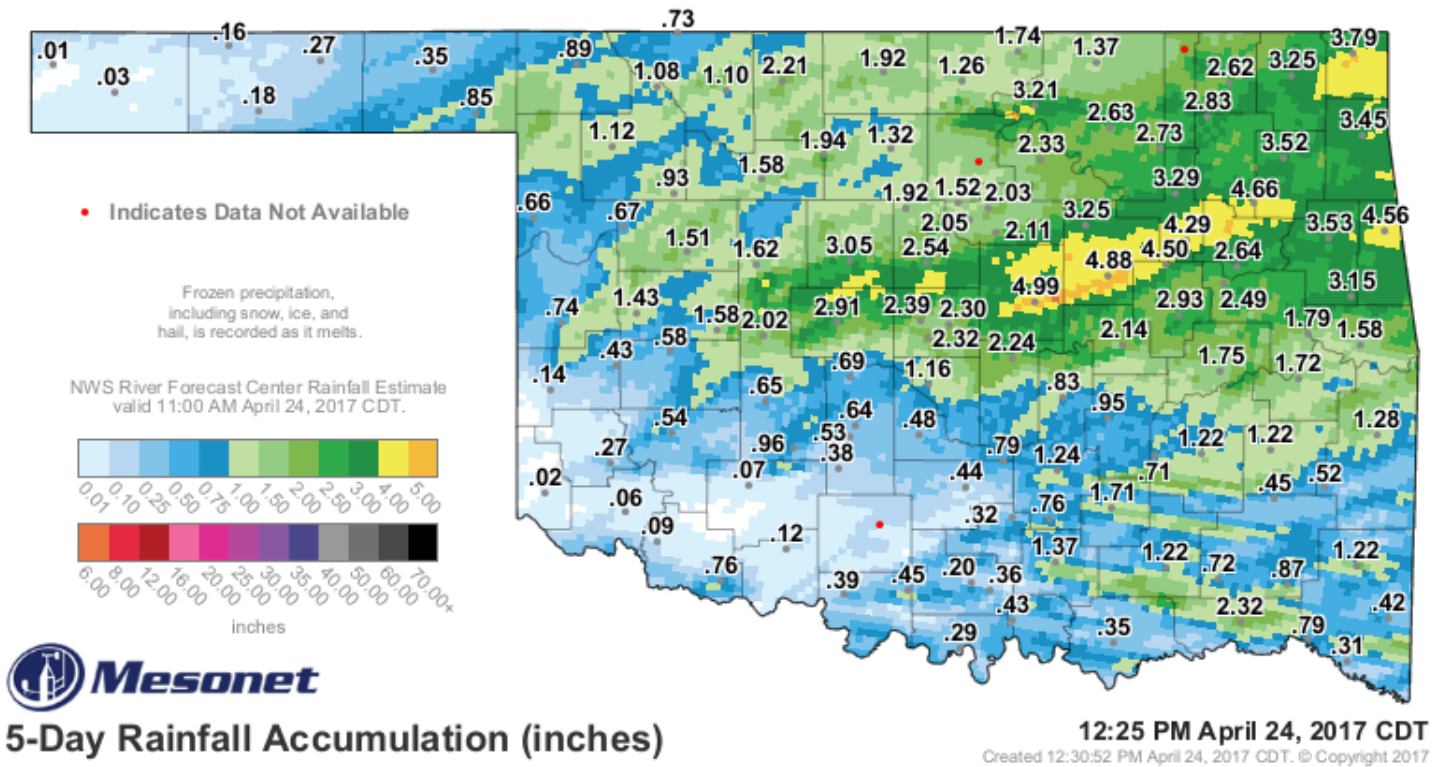 .73
.01 .16 .27 .35 .89 1.08 1.10 2.21 1.92 1.26 1.74 1.37 2.62 3.25 3.79
.03 .18 .85 3.21 2.63 2.83 3.45
1.12 1.94 1.32 2.33 2.73 3.52
.93 1.58 1.92 1.52 2.03 3.29 4.66
.66 .67 2.05 2.11 3.25 4.29 3.53 4.56
Indicates Data Not Available
1.51 1.62 3.05 2.54 4.88 4.50 2.64
Frozen precipitation,
including snow, ice, and
hail, is recorded as it melts.
.74 1.43 1.58 2.02 2.91 2.39 2.30 4.99 2.93 2.49 3.15
.43 .58 2.32 2.24 2.14 1.79 1.58
.14 .65 .69 1.16 .83 1.75 1.72
NWS River Forecast Center Rainfall Estimate
valid 11:00 AM April 24, 2017 CDT.
.54 .64 .48 .95 1.28
.27 .96 .53 .38 .79 1.24 1.22 1.22
.02 .07 .44 .71 .45 .52
.06 .76 1.71
.09 .12 .32 1.37 1.22 1.22
.76 .39 .45 .20 .36 .72 .87
.43 2.32 .42
.29 .35 .79 .31
0.01 0.10 0.25 0.50 0.75 1.00 1.50 2.00 2.50 3.00 4.00 5.00
6.00 8.00 12.00 16.00 20.00 25.00 30.00 35.00 40.00 50.00 60.00 70.00+
inches
Mesonet
5-Day Rainfall Accumulation (inches)
12:25 PM April 24, 2017 CDT
Created 12:30:52 PM April 24, 2017 CDT. © Copyright 2017